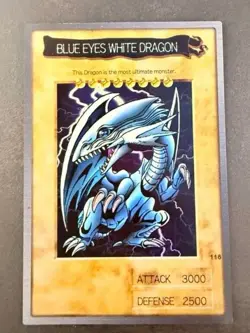 BLUE EYES WHITE DRAGON
This Dragon is the most ultimate monster.
116
ATTACK 3000
DEFENSE 2500